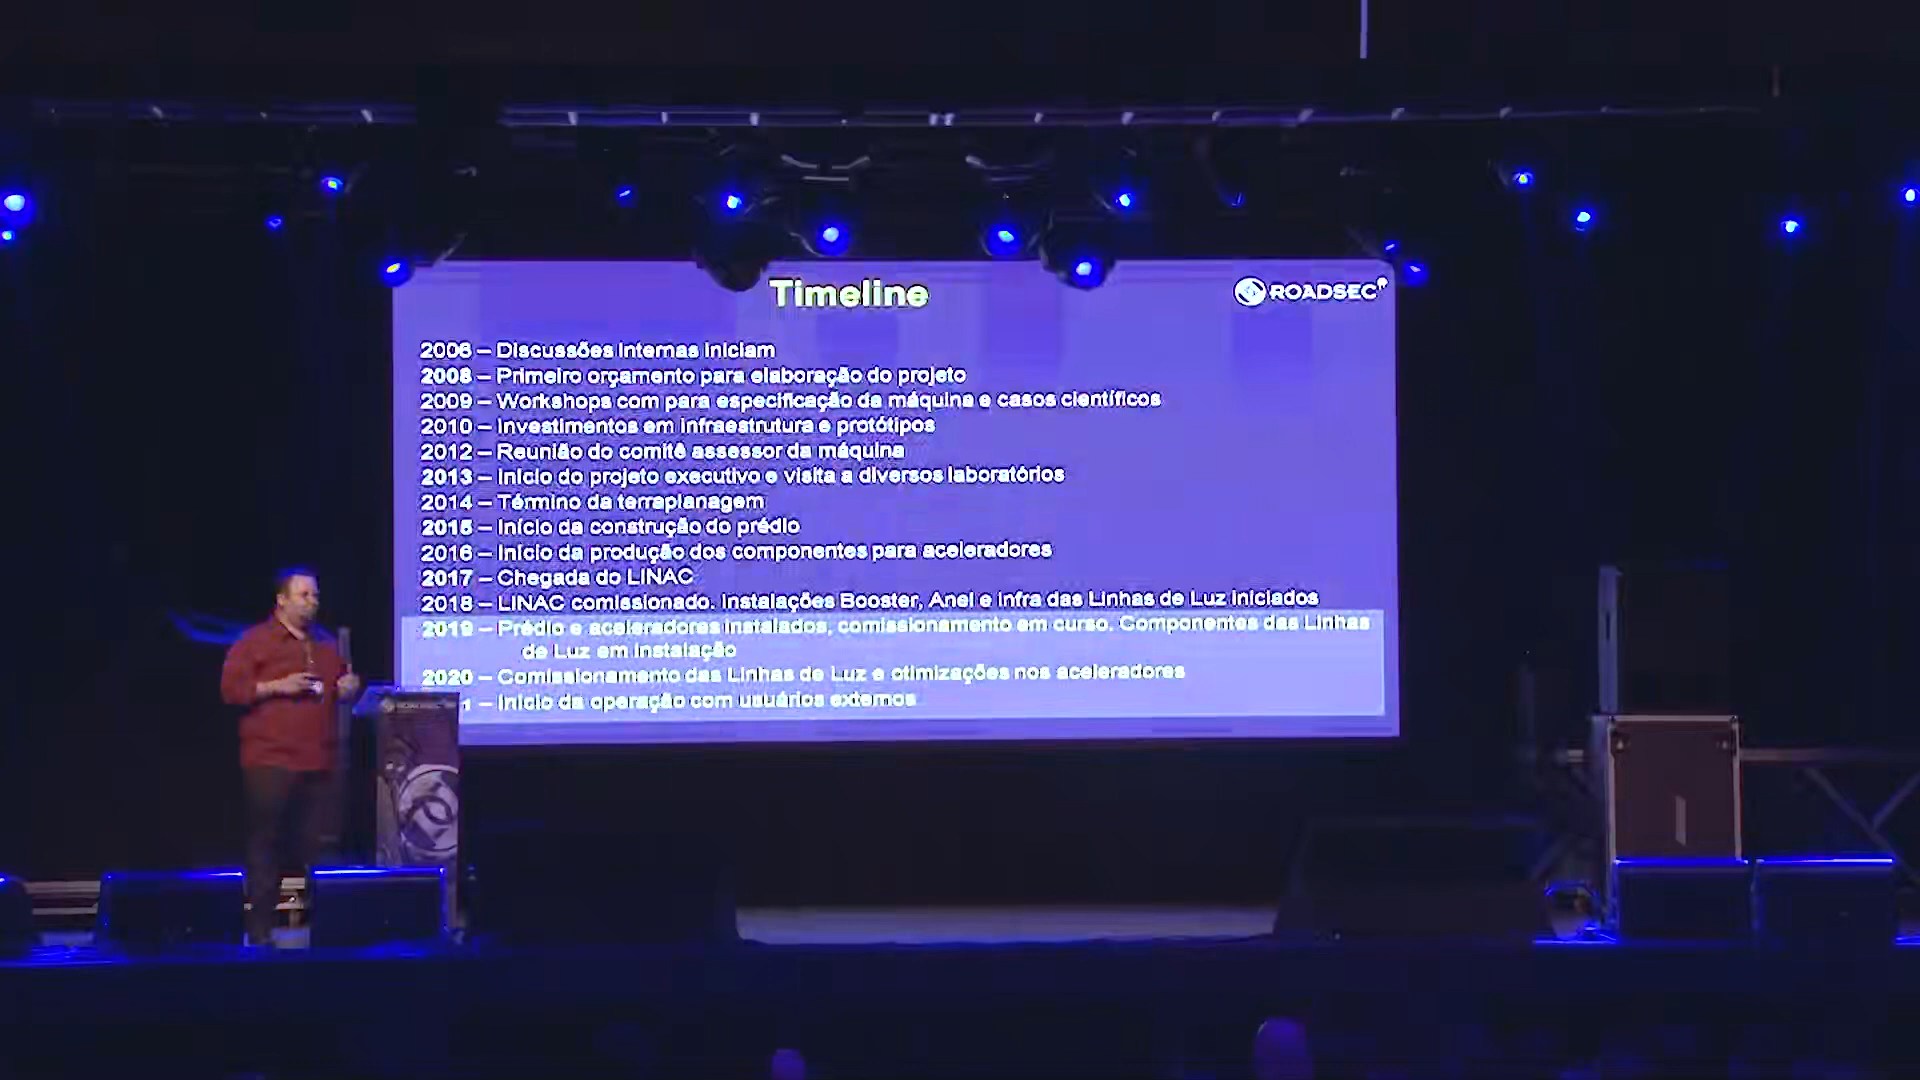 Timeline
ROADSEC
2006 – Discussões internas iniciam
2008 – Primeiro orçamento para elaboração do projeto
2009 – Workshops com para especificação da máquina e casos científicos
2010 – Investimentos em infraestrutura e protótipos
2012 – Reunião do comitê assessor da máquina
2013 – Início do projeto executivo e visita a diversos laboratórios
2014 – Término da terraplanagem
2015 – Início da construção do prédio
2016 – Início da produção dos componentes para aceleradores
2017 – Chegada do LINAC
2018 – LINAC comissionado. Instalações Booster, Anel e infra das Linhas de Luz iniciados
2019 – Prédio e aceleradores instalados, comissionamento em curso. Componentes das Linhas
de Luz em instalação
2020 – Comissionamento das Linhas de Luz e otimizações nos aceleradores
1 – Início da operação com usuários externos